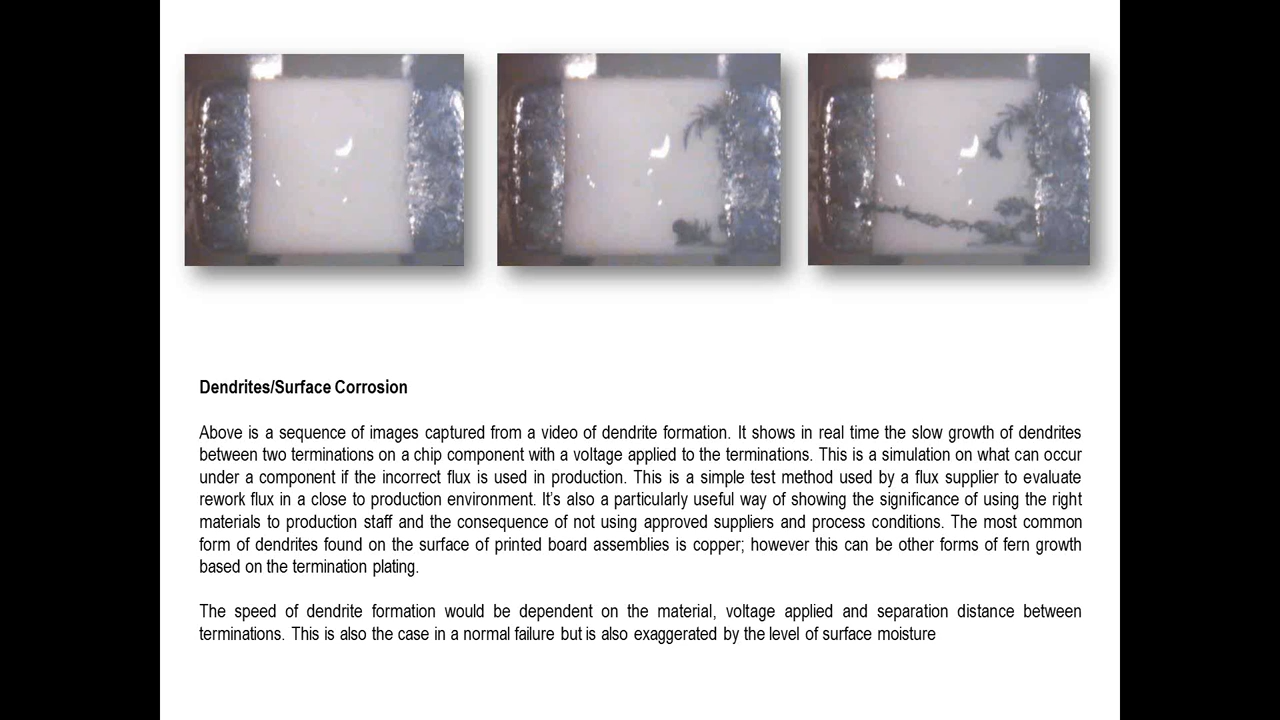 Dendrites/Surface Corrosion
Above is a sequence of images captured from a video of dendrite formation. It shows in real time the slow growth of dendrites
between two terminations on a chip component with a voltage applied to the terminations. This is a simulation on what can occur
under a component if the incorrect flux is used in production. This is a simple test method used by a flux supplier to evaluate
rework flux in a close to production environment. It’s also a particularly useful way of showing the significance of using the right
materials to production staff and the consequence of not using approved suppliers and process conditions. The most common
form of dendrites found on the surface of printed board assemblies is copper; however this can be other forms of fern growth
based on the termination plating.
The speed of dendrite formation would be dependent on the material, voltage applied and separation distance between
terminations. This is also the case in a normal failure but is also exaggerated by the level of surface moisture